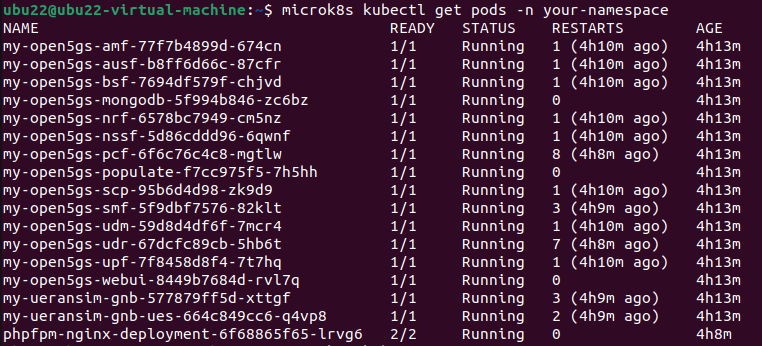 ubu22@ubu22-virtual-machine:~$ microk8s kubectl get pods -n your-namespace
NAME READY STATUS RESTARTS AGE
my-open5gs-amf-77f7b4899d-674cn 1/1 Running 1 (4h10m ago) 4h13m
my-open5gs-ausf-b8ff6d66c-87cfr 1/1 Running 1 (4h10m ago) 4h13m
my-open5gs-bsf-7694df579f-chjvd 1/1 Running 1 (4h10m ago) 4h13m
my-open5gs-mongodb-5f994b846-zc6bz 1/1 Running 0 4h13m
my-open5gs-nrf-6578bc7949-cm5nz 1/1 Running 1 (4h10m ago) 4h13m
my-open5gs-nssf-5d86cddd96-6qwnf 1/1 Running 1 (4h10m ago) 4h13m
my-open5gs-pcf-6f6c76c4c8-mgtlw 1/1 Running 8 (4h8m ago) 4h13m
my-open5gs-populate-f7cc975f5-7h5hh 1/1 Running 0 4h13m
my-open5gs-scp-95b6d4d98-zk9d9 1/1 Running 1 (4h10m ago) 4h13m
my-open5gs-smf-5f9dbf7576-82klt 1/1 Running 3 (4h9m ago) 4h13m
my-open5gs-udm-59d8d4df6f-7mcr4 1/1 Running 1 (4h10m ago) 4h13m
my-open5gs-udr-67dcfc89cb-5hb6t 1/1 Running 7 (4h8m ago) 4h13m
my-open5gs-upf-7f8458d8f4-7t7hq 1/1 Running 1 (4h10m ago) 4h13m
my-open5gs-webui-8449b7684d-rvl7q 1/1 Running 0 4h13m
my-ueransim-gnb-577879ff5d-xttgf 1/1 Running 3 (4h9m ago) 4h13m
my-ueransim-gnb-ues-664c849cc6-q4vp8 1/1 Running 2 (4h9m ago) 4h13m
phpfpm-nginx-deployment-6f68865f65-lrvg6 2/2 Running 0 4h8m